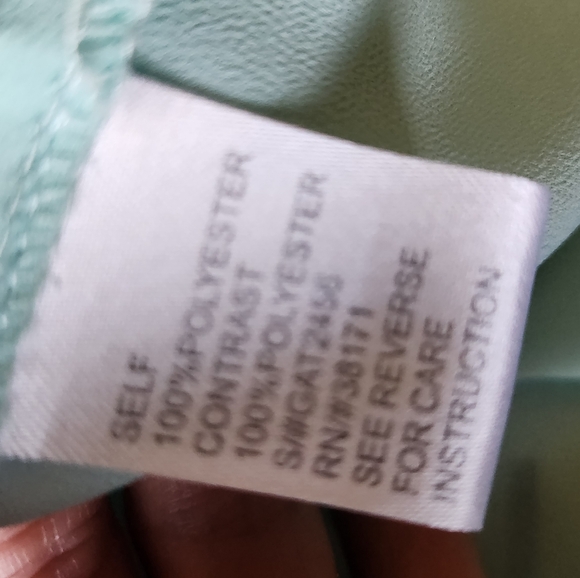 SELF
100%POLYESTER
CONTRAST
100%POLYESTER
S/#GAT2456
RN/#38171
SEE REVERSE
FOR CARE
INSTRUCTION